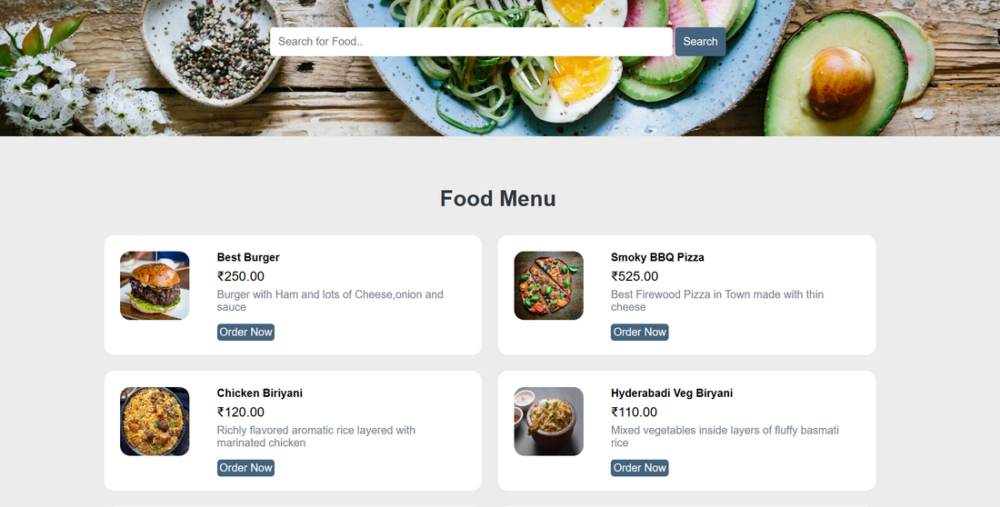 Search for Food..
Search
Food Menu
Best Burger
₹250.00
Burger with Ham and lots of Cheese,onion and
sauce
Order Now
Smoky BBQ Pizza
₹525.00
Best Firewood Pizza in Town made with thin
cheese
Order Now
Chicken Biriyani
₹120.00
Richly flavored aromatic rice layered with
marinated chicken
Order Now
Hyderabadi Veg Biryani
₹110.00
Mixed vegetables inside layers of fluffy basmati
rice
Order Now